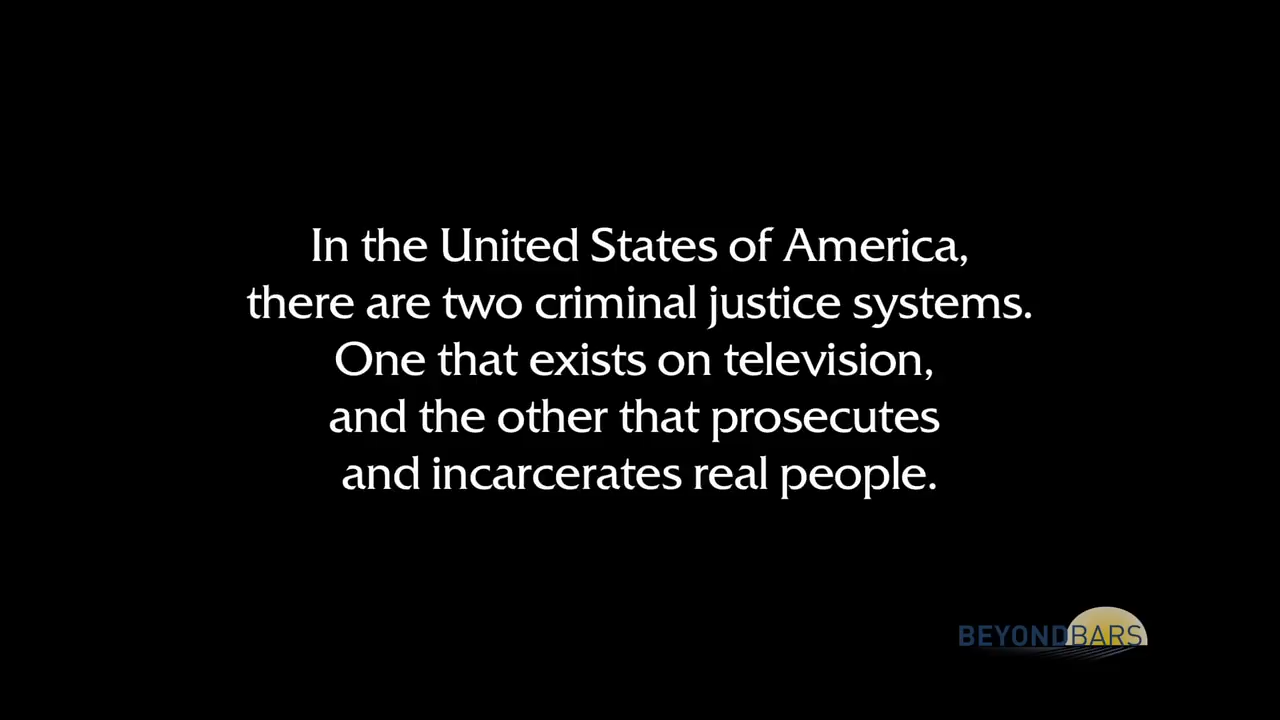 In the United States of America,
there are two criminal justice systems.
One that exists on television,
and the other that prosecutes
and incarcerates real people.
BEYONDBARS